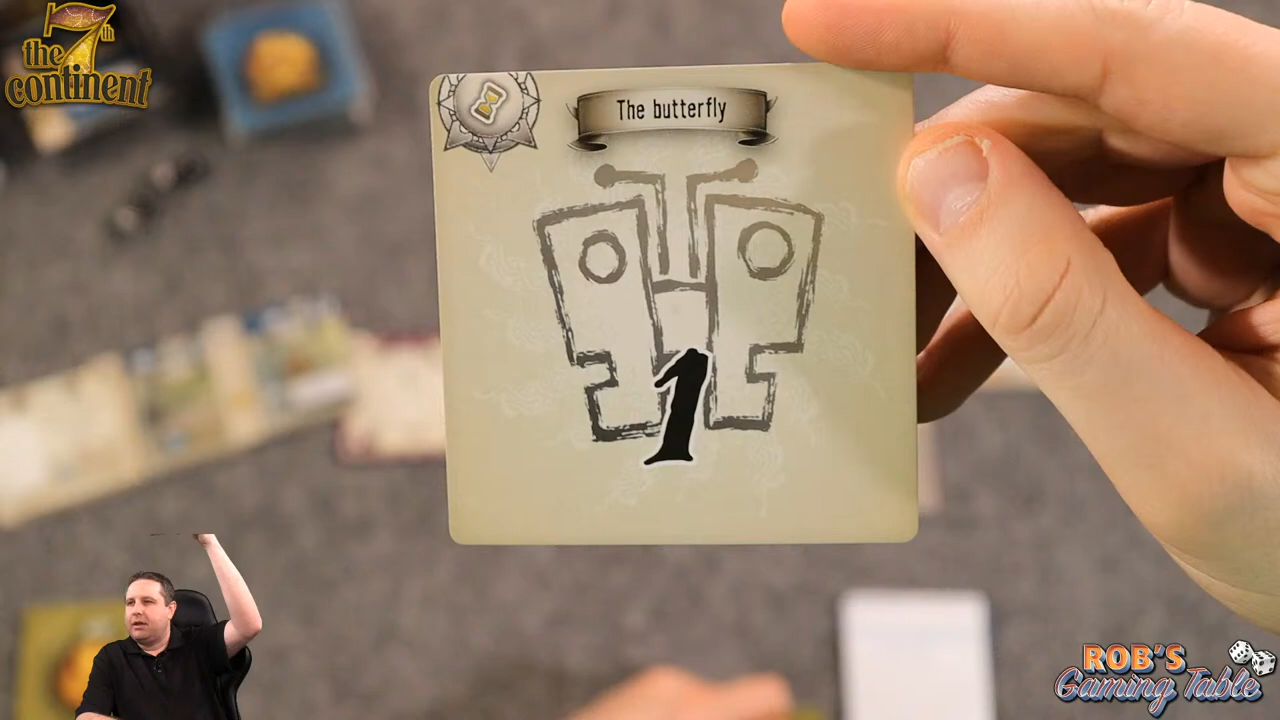 the 7th
continent
The butterfly
1
ROB'S
Gaming Table